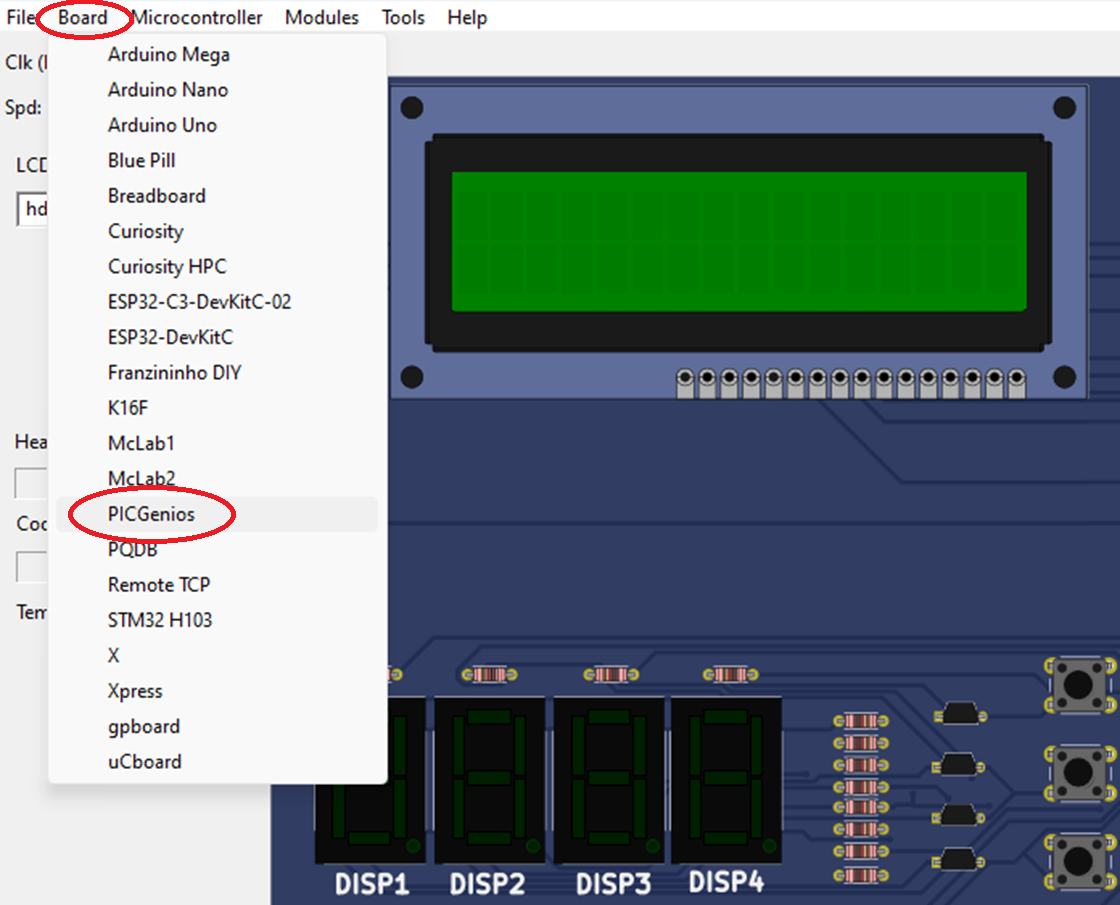 File Board Microcontroller Modules Tools Help
Arduino Mega
Clk (
Arduino Nano
Spd:
Arduino Uno
LCD
Blue Pill
Breadboard
hd
Curiosity
Curiosity HPC
ESP32-C3-DevKitC-02
ESP32-DevKitC
Franzininho DIY
K16F
Hea
McLab1
McLab2
PICGenios
Coc
PQDB
Remote TCP
Tem
STM32 H103
X
Xpress
gpboard
uCboard
DISP1 DISP2 DISP3 DISP4